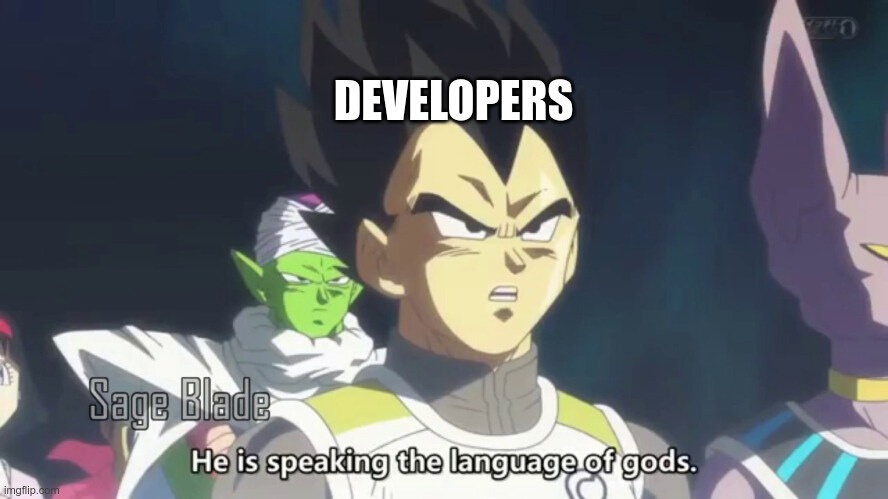 DEVELOPERS
Sage Blade
He is speaking the language of gods.
imgflip.com